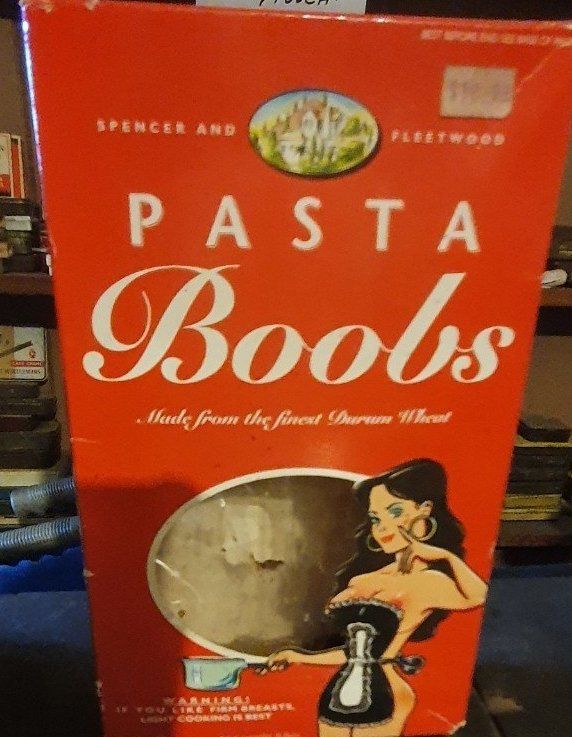 SPENCER AND FLEETWOOD
PASTA
Boobs
Made from the finest Durum Wheat
WARNING!
IF YOU LIKE FIRM BREASTS,
LIGHT COOKING IS BEST